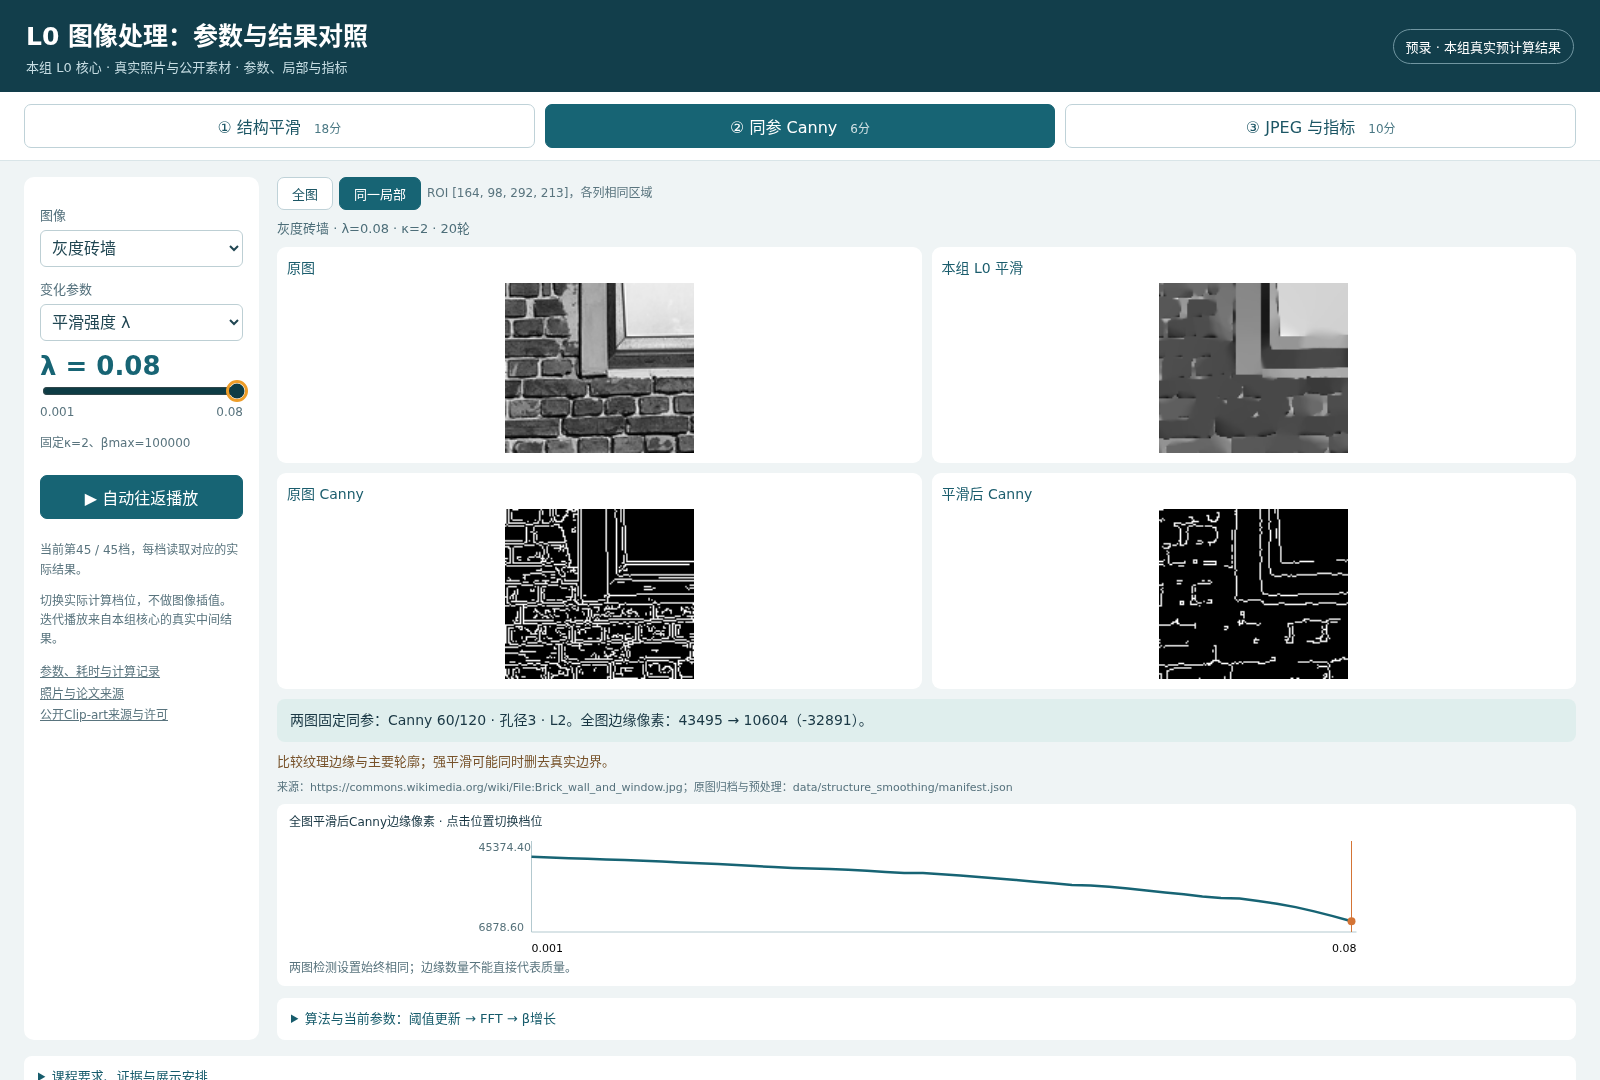 L0 图像处理：参数与结果对照
本组 L0 核心 · 真实照片与公开素材 · 参数、局部与指标
预录 · 本组真实预计算结果
① 结构平滑 18分
② 同参 Canny 6分
③ JPEG 与指标 10分
图像
灰度砖墙
变化参数
平滑强度 λ
λ = 0.08
0.001 0.08
固定κ=2、βmax=100000
▶ 自动往返播放
当前第45 / 45档，每档读取对应的实
际结果。
切换实际计算档位，不做图像插值。
迭代播放来自本组核心的真实中间结
果。
参数、耗时与计算记录
照片与论文来源
公开Clip-art来源与许可
全图 同一局部 ROI [164, 98, 292, 213]，各列相同区域
灰度砖墙 · λ=0.08 · κ=2 · 20轮
原图
本组 L0 平滑
原图 Canny
平滑后 Canny
两图固定同参：Canny 60/120 · 孔径3 · L2。全图边缘像素：43495 → 10604（-32891）。
比较纹理边缘与主要轮廓；强平滑可能同时删去真实边界。
来源：https://commons.wikimedia.org/wiki/File:Brick_wall_and_window.jpg；原图归档与预处理：data/structure_smoothing/manifest.json
全图平滑后Canny边缘像素 · 点击位置切换档位
45374.40
6878.60
0.001 0.08
两图检测设置始终相同；边缘数量不能直接代表质量。
▶ 算法与当前参数：阈值更新 → FFT → β增长
▶ 课程要求、证据与展示安排